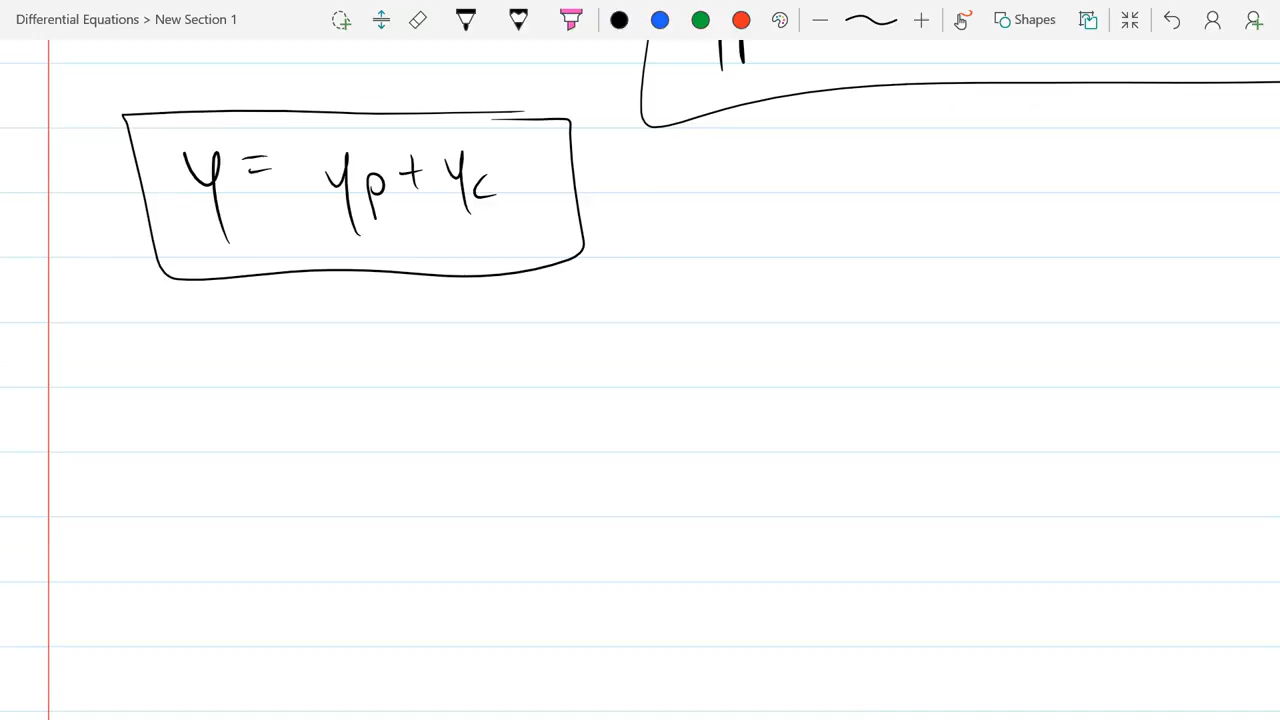 Differential Equations > New Section 1
Shapes
y = yp + yc